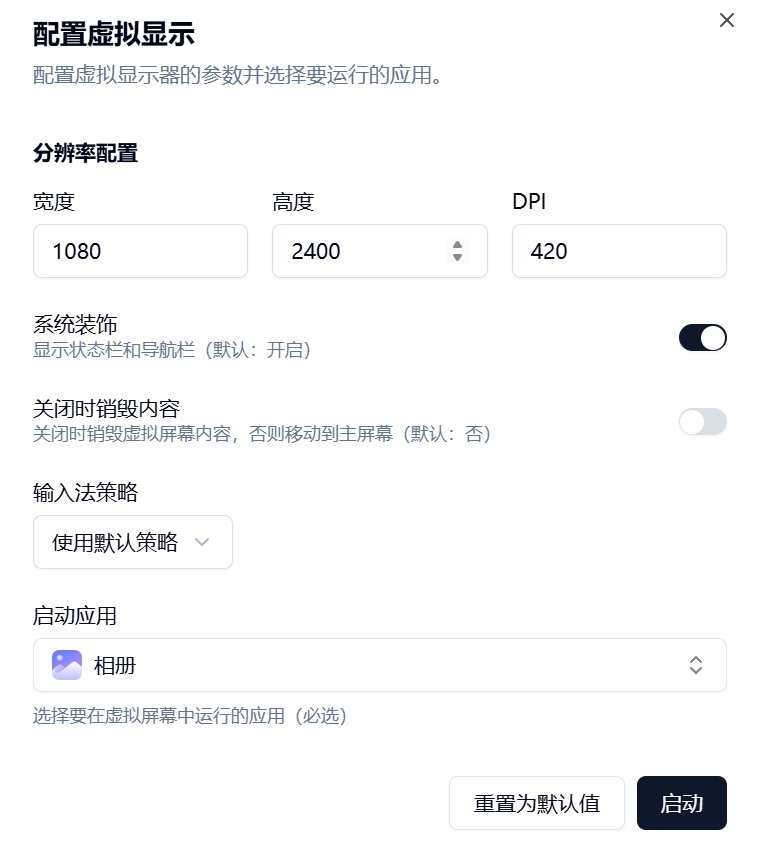 配置虚拟显示
配置虚拟显示器的参数并选择要运行的应用。
分辨率配置
宽度 高度 DPI
1080 2400 420
系统装饰
显示状态栏和导航栏（默认：开启）
关闭时销毁内容
关闭时销毁虚拟屏幕内容，否则移动到主屏幕（默认：否）
输入法策略
使用默认策略
启动应用
相册
选择要在虚拟屏幕中运行的应用（必选）
重置为默认值 启动